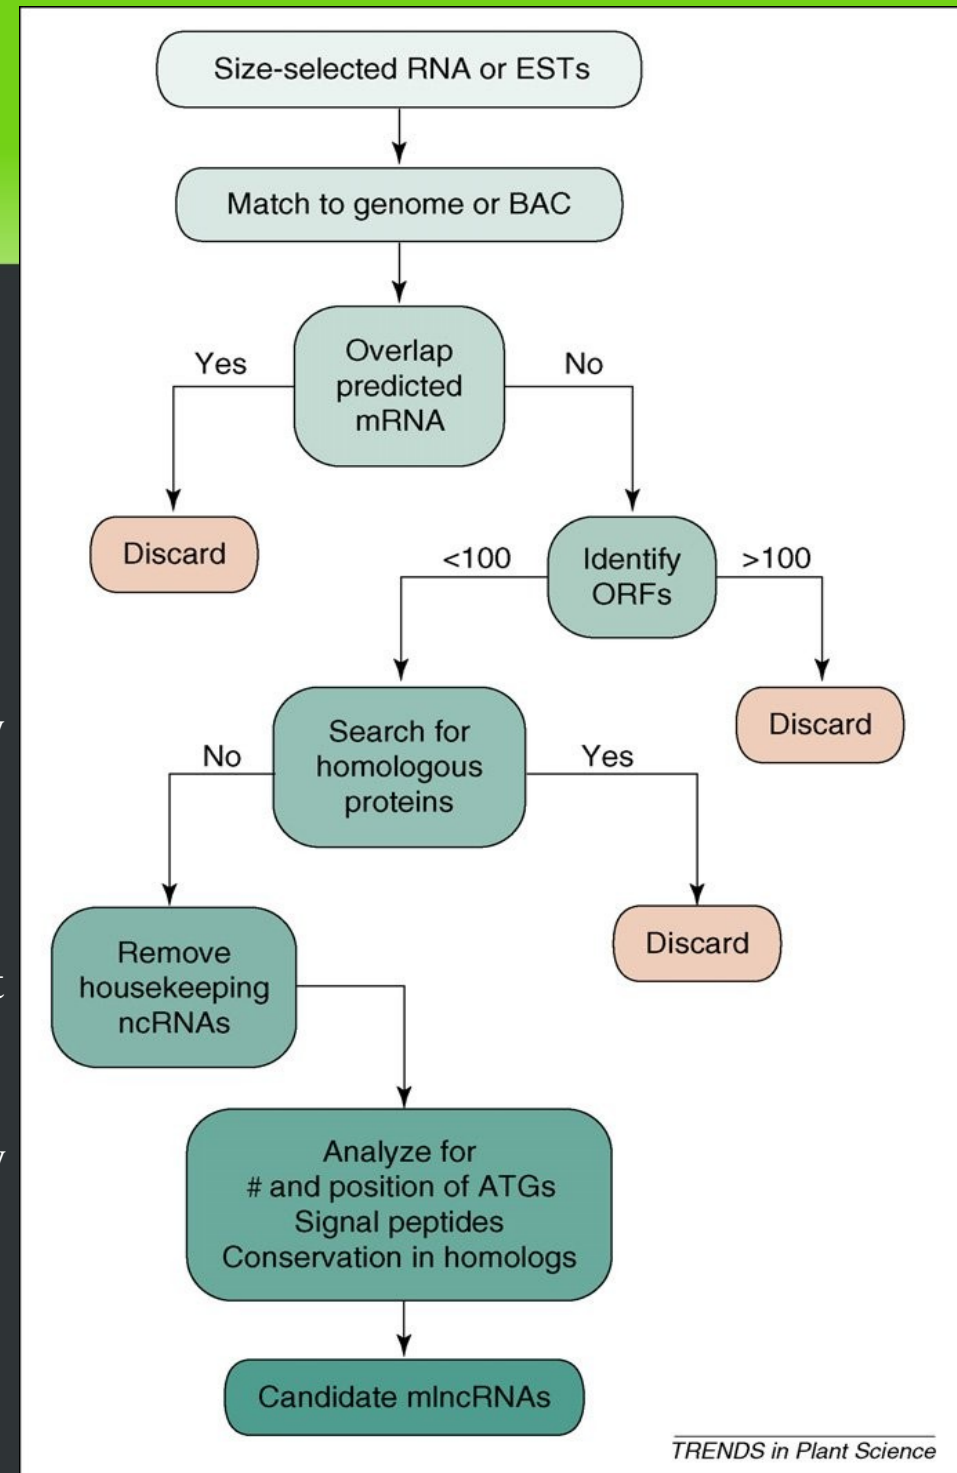 Size-selected RNA or ESTs
Match to genome or BAC
Overlap
predicted
mRNA
Yes
No
Discard
Identify
ORFs
<100
>100
Discard
Search for
homologous
proteins
No
Yes
Discard
Remove
housekeeping
ncRNAs
Analyze for
# and position of ATGs
Signal peptides
Conservation in homologs
Candidate mlncRNAs
TRENDS in Plant Science